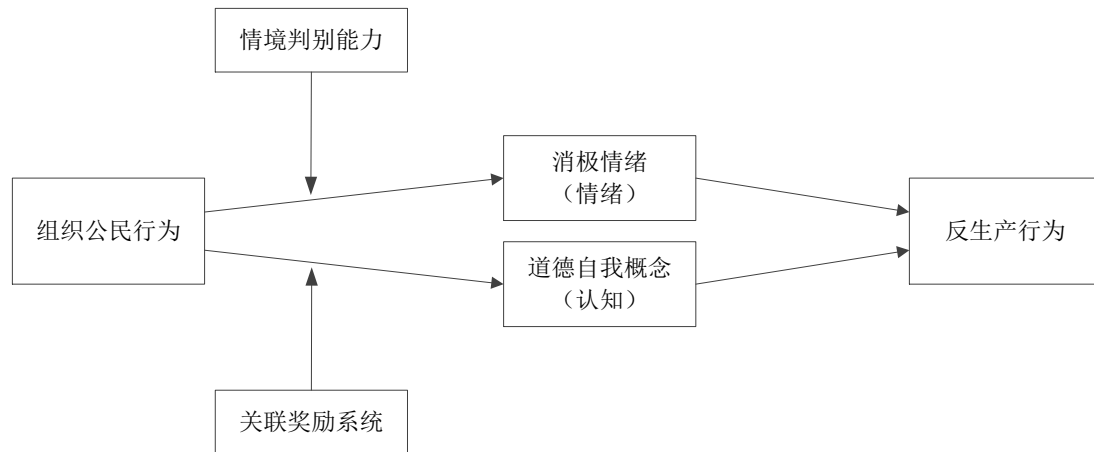 情境判别能力
消极情绪
（情绪）
组织公民行为
反生产行为
道德自我概念
（认知）
关联奖励系统